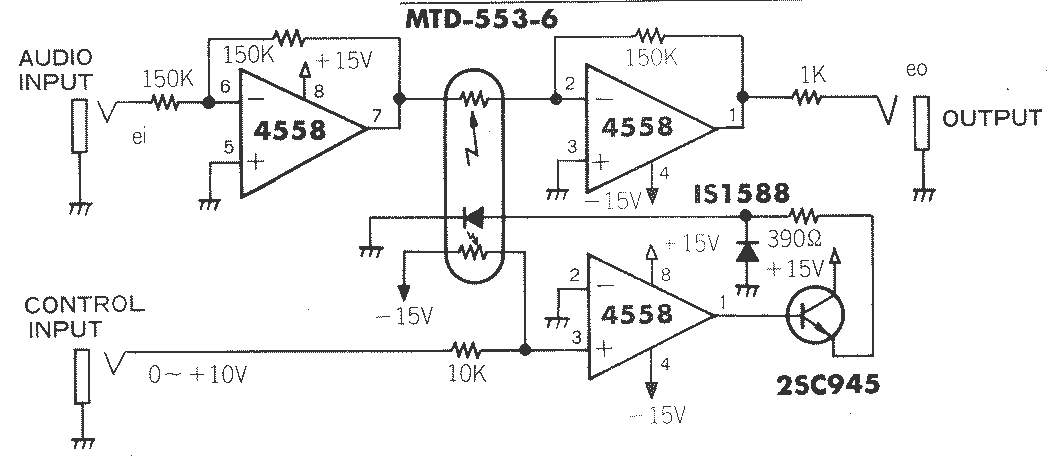 MTD-553-6
AUDIO
INPUT
150K
ei
150K
+15V
6
8
5
7
4558
150K
2
3
1
4
4558
−15V
1K
eo
OUTPUT
IS1588
390Ω
+15V
−15V
+15V
2
8
3
1
4
4558
−15V
2SC945
CONTROL
INPUT
0~ +10V
10K
− +
− +
− +